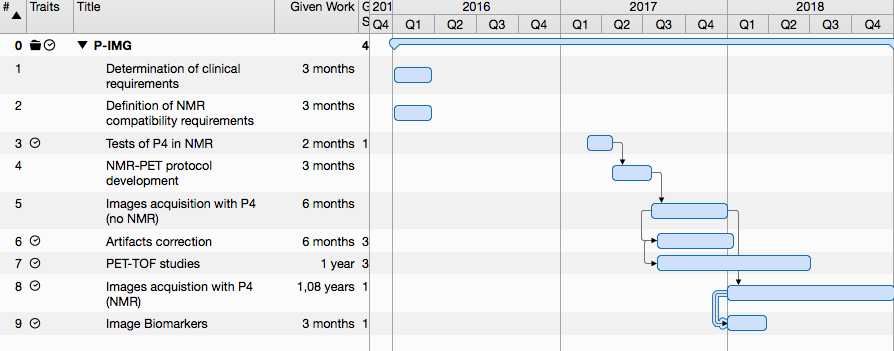 # Traits Title Given Work G 201 2016 2017 2018
S Q4 Q1 Q2 Q3 Q4 Q1 Q2 Q3 Q4 Q1 Q2 Q3 Q4
0 P-IMG 4
1 Determination of clinical 3 months
requirements
2 Definition of NMR 3 months
compatibility requirements
3 Tests of P4 in NMR 2 months 1
4 NMR-PET protocol 3 months
development
5 Images acquisition with P4 6 months
(no NMR)
6 Artifacts correction 6 months 3
7 PET-TOF studies 1 year 3
8 Images acquistion with P4 1,08 years 1
(NMR)
9 Image Biomarkers 3 months 1